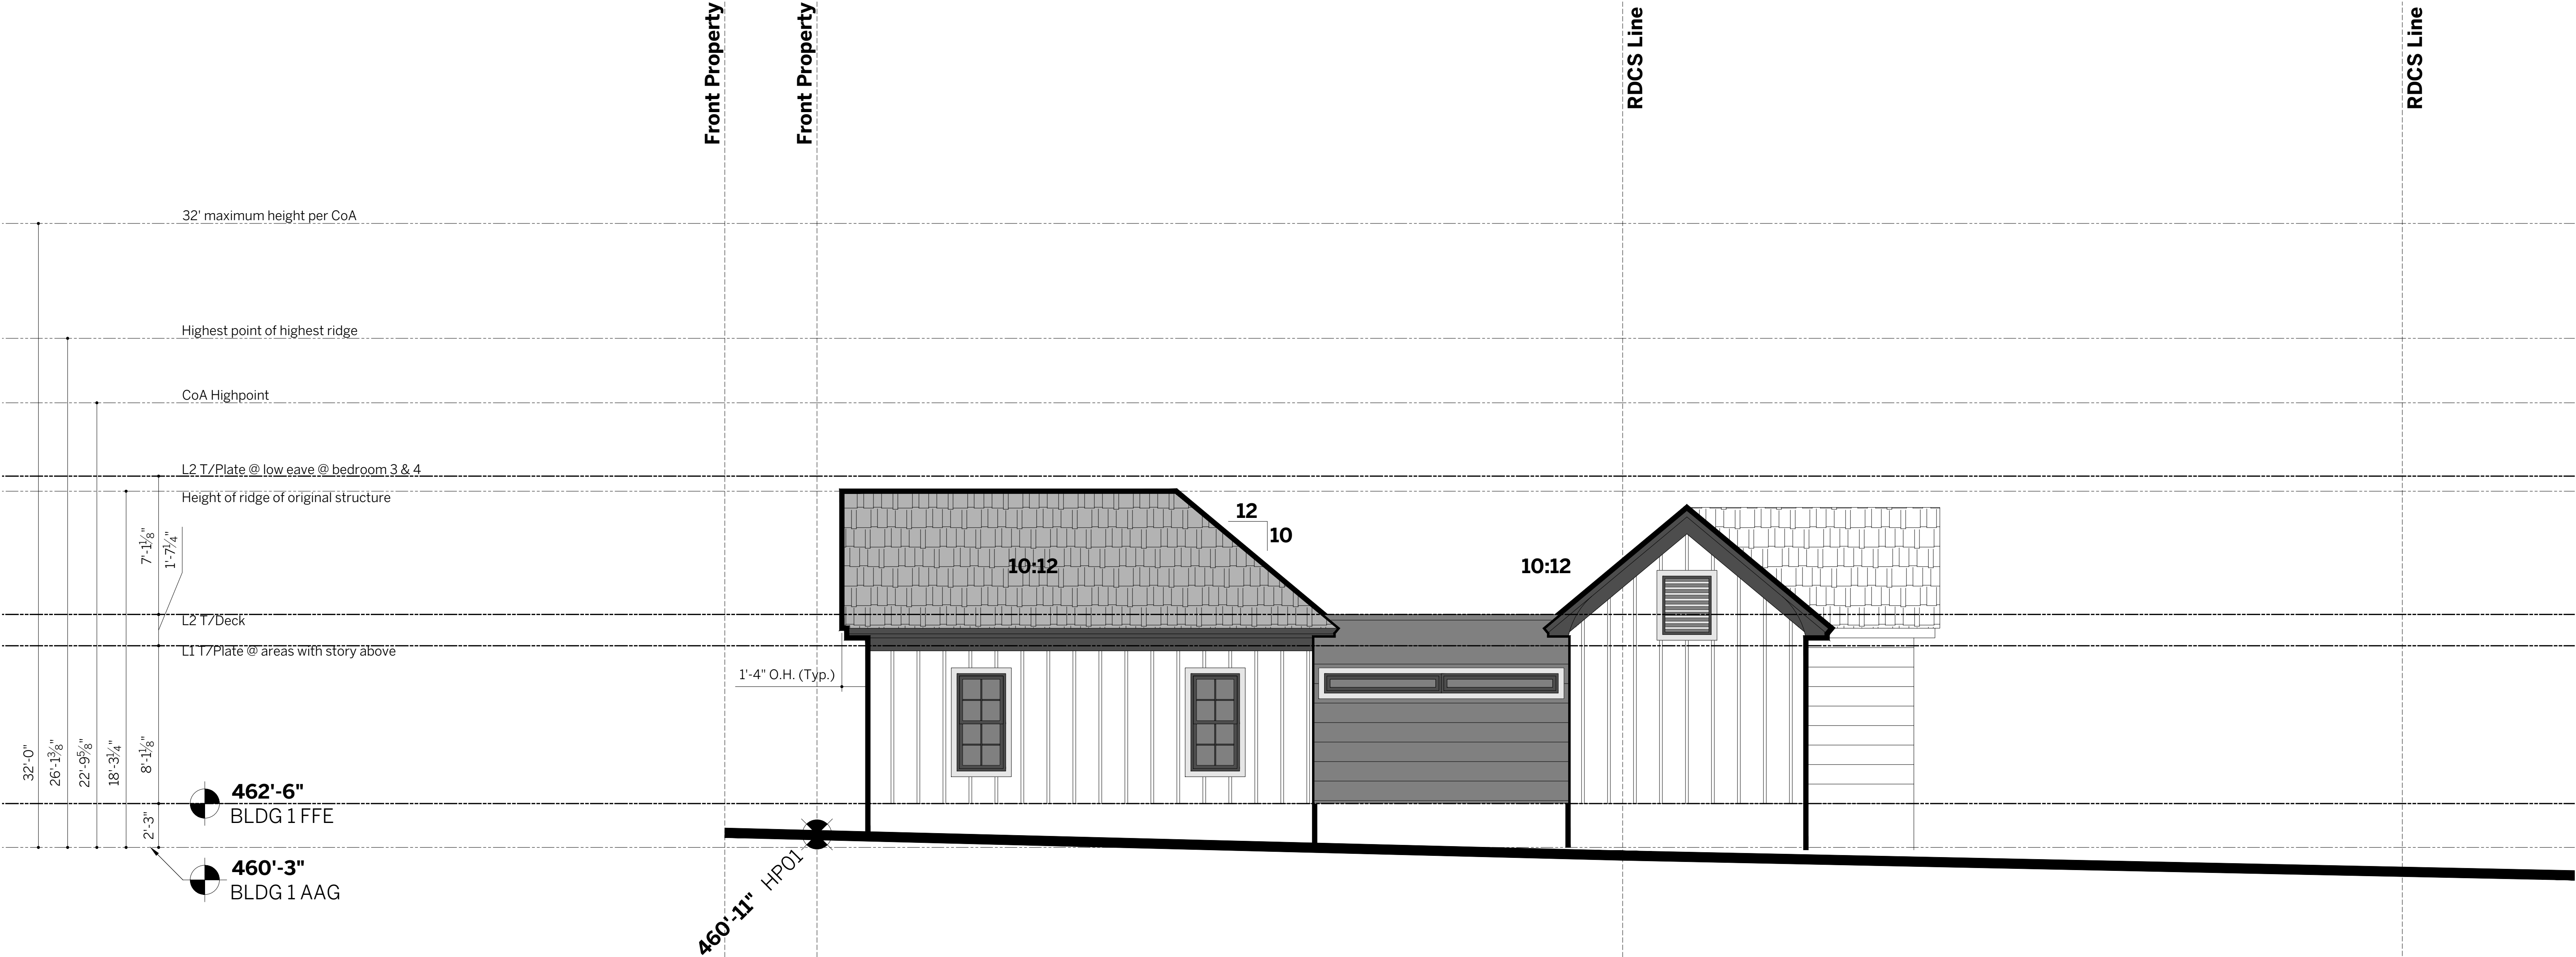 Front Property
Front Property
RDCS Line
RDCS Line
32' maximum height per CoA
Highest point of highest ridge
CoA Highpoint
L2 T/Plate @ low eave @ bedroom 3 & 4
Height of ridge of original structure
12
10
7'-1⅛"
1'-7¼"
10:12
10:12
L2 T/Deck
L1 T/Plate @ areas with story above
1'-4" O.H. (Typ.)
32'-0"
26'-1⅜"
22'-9⅝"
18'-3¼"
8'-1⅛"
2'-3"
462'-6"
BLDG 1 FFE
460'-3"
BLDG 1 AAG
460'-11" HP01